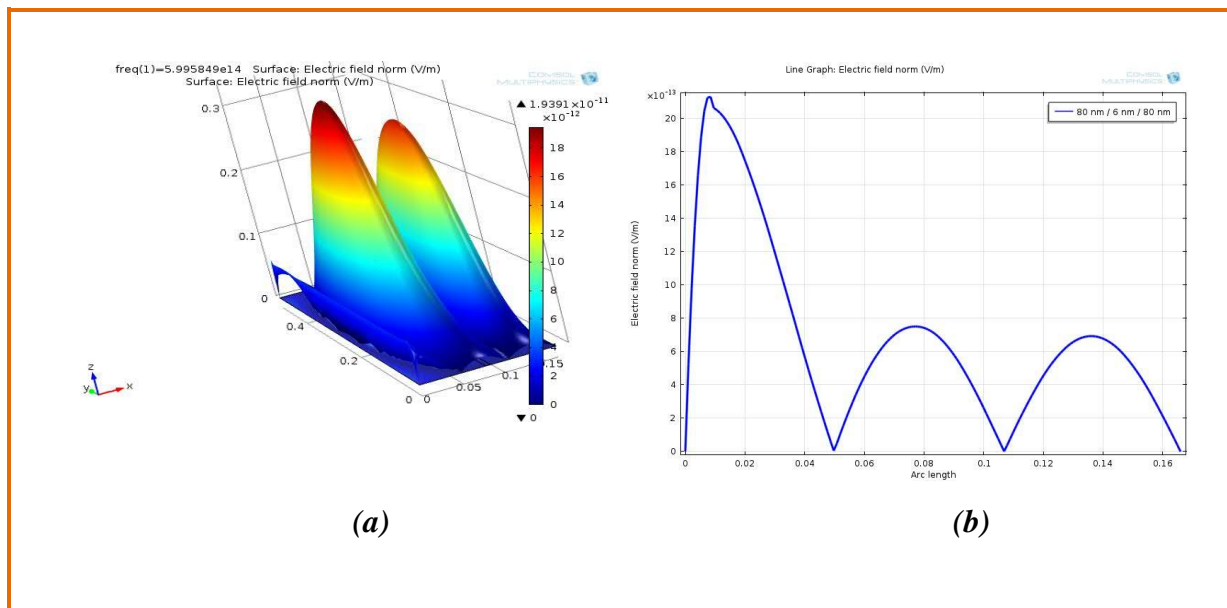 freq(1)=5.995849e14 Surface: Electric field norm (V/m)
Surface: Electric field norm (V/m)
COMSOL
MULTIPHYSICS
▲ 1.9391×10⁻¹¹
×10⁻¹²
18
16
14
12
10
8
6
4
2
0
▼ 0
0.3
0.2
0.1
0
0.4
0.2
0
0
0.05
0.1
0.15
z
y
x
(a)
Line Graph: Electric field norm (V/m)
COMSOL
MULTIPHYSICS
×10⁻¹³
80 nm / 6 nm / 80 nm
20
18
16
14
12
10
8
6
4
2
0
Electric field norm (V/m)
0 0.02 0.04 0.06 0.08 0.1 0.12 0.14 0.16
Arc length
(b)